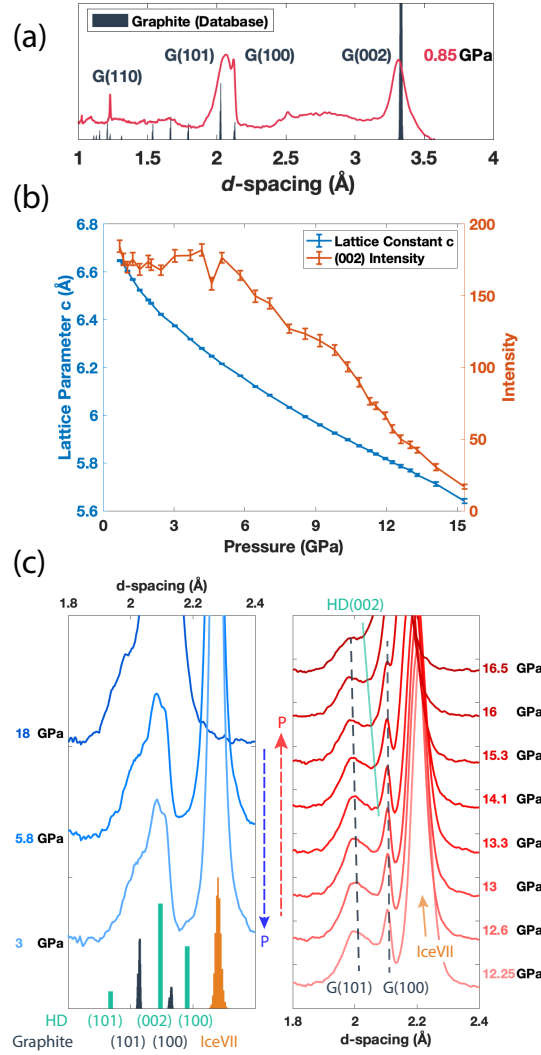 (a)
Graphite (Database)
G(110)
G(101)
G(100)
G(002)
0.85GPa
1 1.5 2 2.5 3 3.5 4
d-spacing (Å)
(b)
Lattice Constant c
(002) Intensity
6.8
6.6
6.4
6.2
6
5.8
5.6
Lattice Parameter c (Å)
200
150
100
50
0
Intensity
0 3 6 9 12 15
Pressure (GPa)
(c)
d-spacing (Å)
1.8 2 2.2 2.4
18
GPa
5.8 GPa
3 GPa
P
HD (101) (002) (100)
Graphite (101) (100) IceVII
HD(002)
P
16.5 GPa
16 GPa
15.3 GPa
14.1 GPa
13.3 GPa
13 GPa
12.6 GPa
12.25 GPa
IceVII
G(101) G(100)
1.8 2 2.2 2.4
d-spacing (Å)